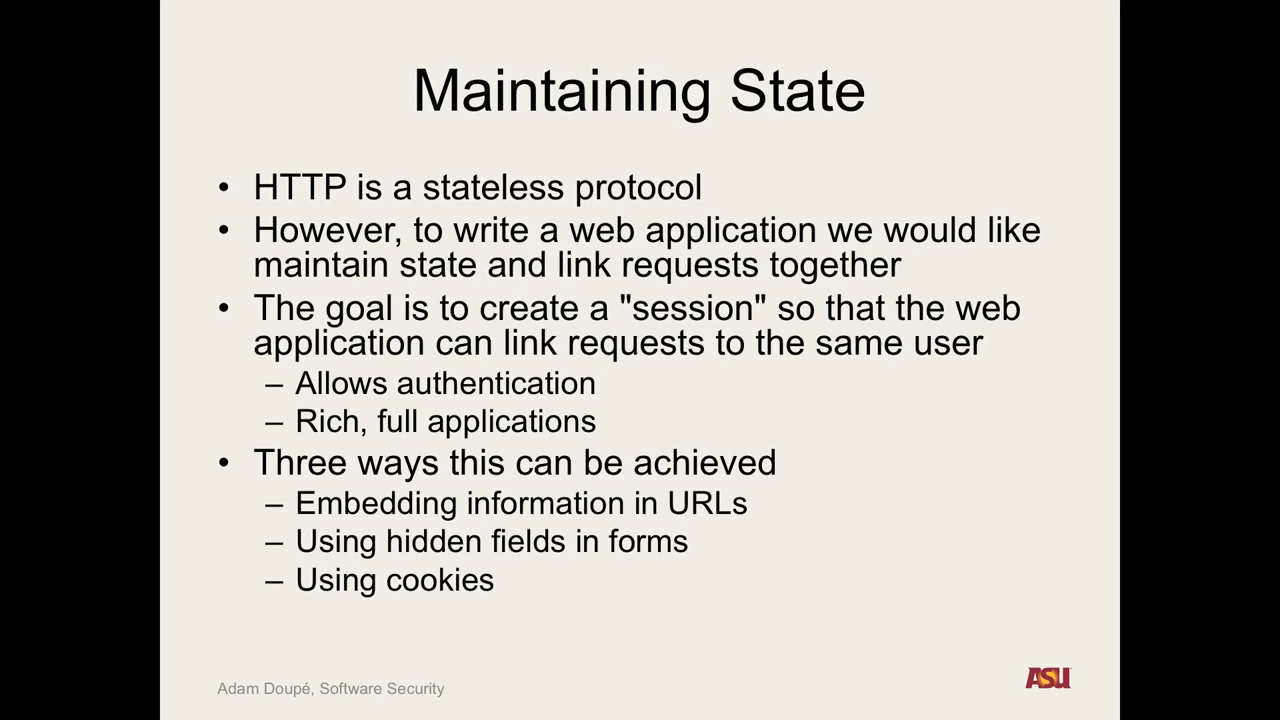 Maintaining State
• HTTP is a stateless protocol
• However, to write a web application we would like
maintain state and link requests together
• The goal is to create a "session" so that the web
application can link requests to the same user
– Allows authentication
– Rich, full applications
• Three ways this can be achieved
– Embedding information in URLs
– Using hidden fields in forms
– Using cookies
Adam Doupé, Software Security
ASU